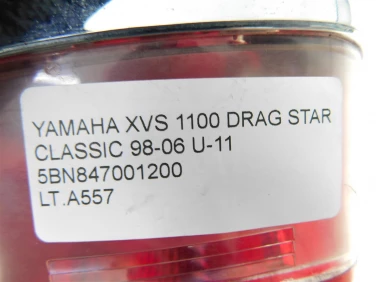 YAMAHA XVS 1100 DRAG STAR
CLASSIC 98-06 U-11
5BN847001200
LT.A557